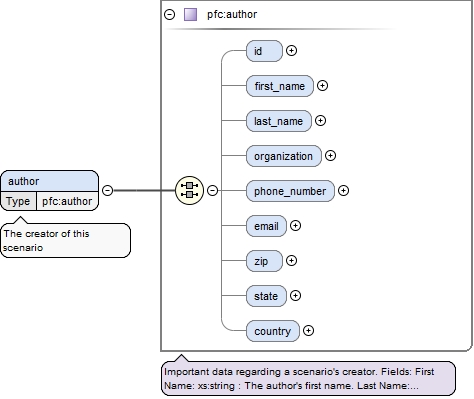 pfc:author
id
first_name
last_name
organization
phone_number
email
zip
state
country
author
Type pfc:author
The creator of this
scenario
Important data regarding a scenario's creator. Fields: First
Name: xs:string : The author's first name. Last Name:...